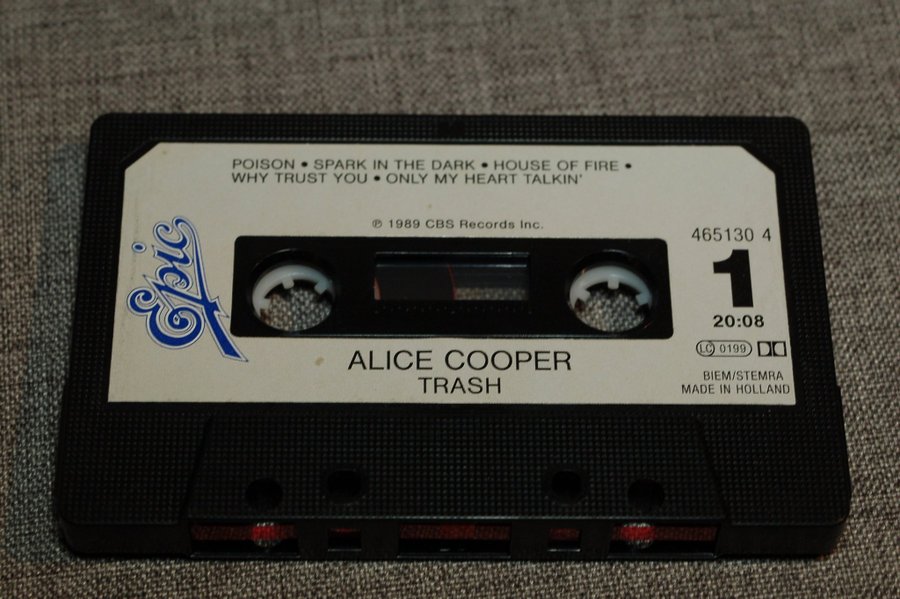 POISON • SPARK IN THE DARK • HOUSE OF FIRE •
WHY TRUST YOU • ONLY MY HEART TALKIN'
℗ 1989 CBS Records Inc.
Epic
465130 4
1
20:08
LC 0199
BIEM/STEMRA
MADE IN HOLLAND
ALICE COOPER
TRASH